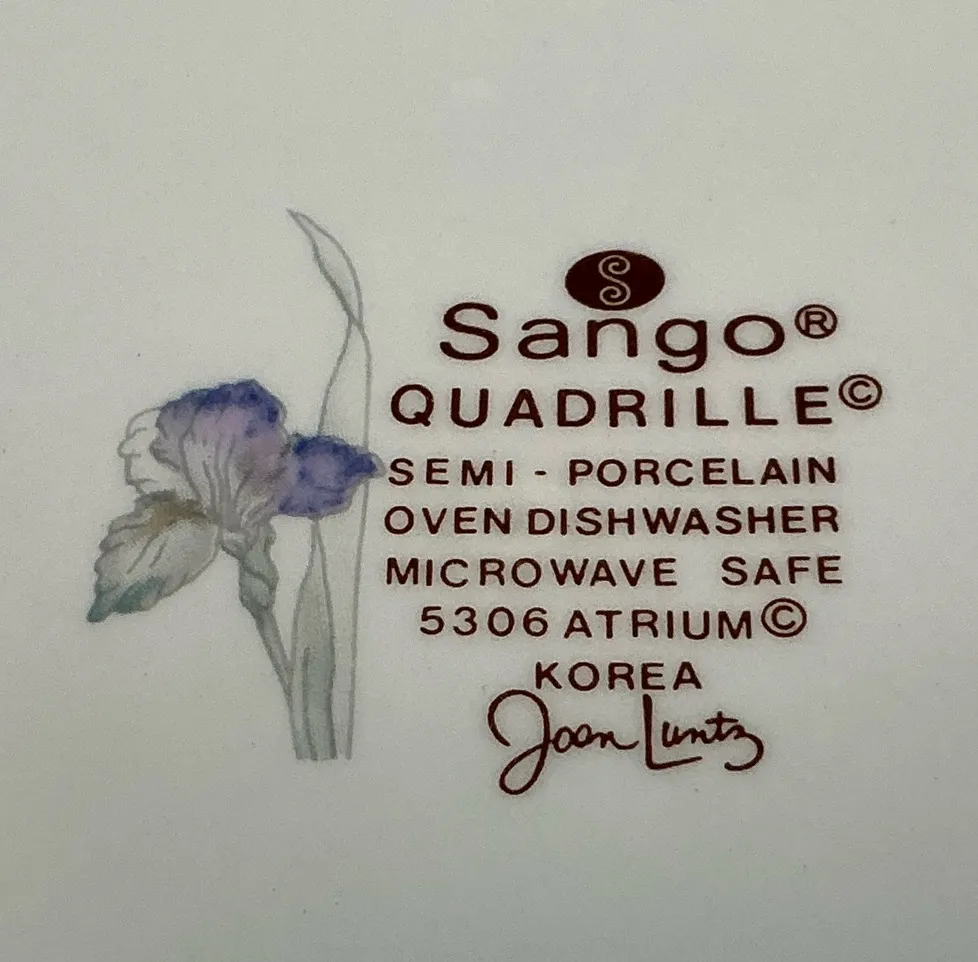 S
Sango®
QUADRILLE©
SEMI - PORCELAIN
OVEN DISHWASHER
MICROWAVE SAFE
5306 ATRIUM©
KOREA
Joan Luntz